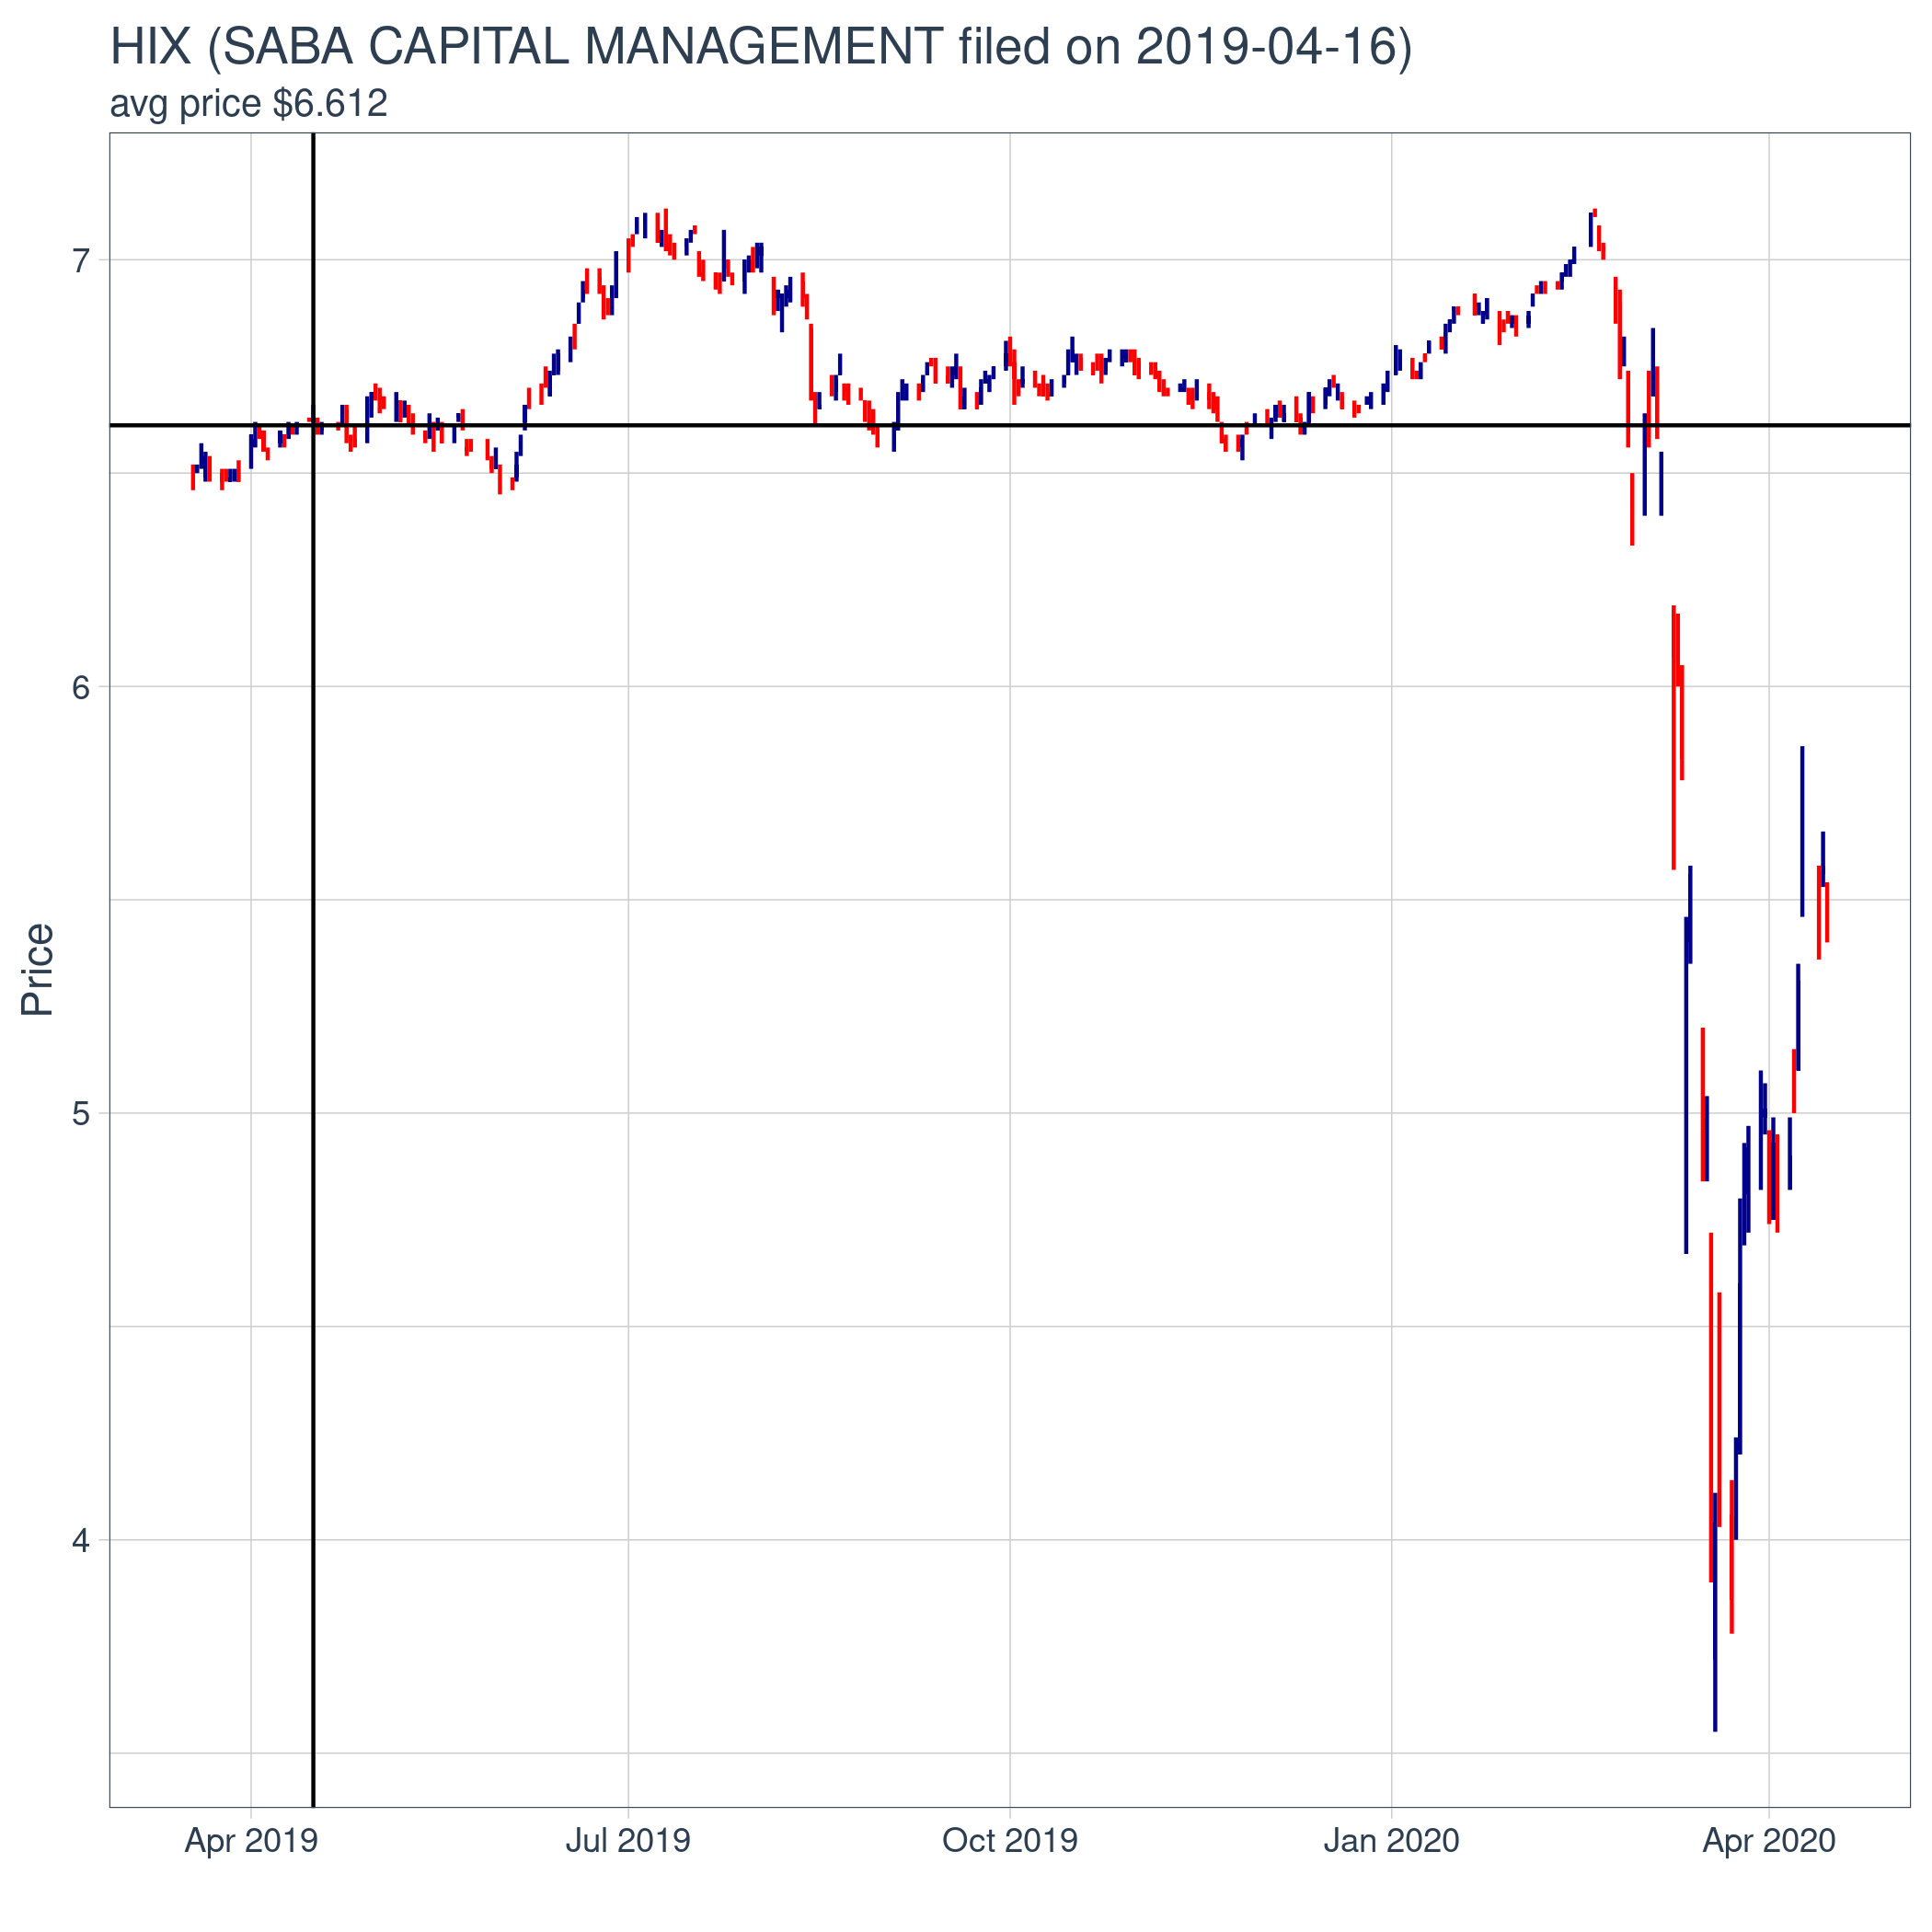 HIX (SABA CAPITAL MANAGEMENT filed on 2019-04-16)
avg price $6.612
7
6
5
4
Price
Apr 2019
Jul 2019
Oct 2019
Jan 2020
Apr 2020